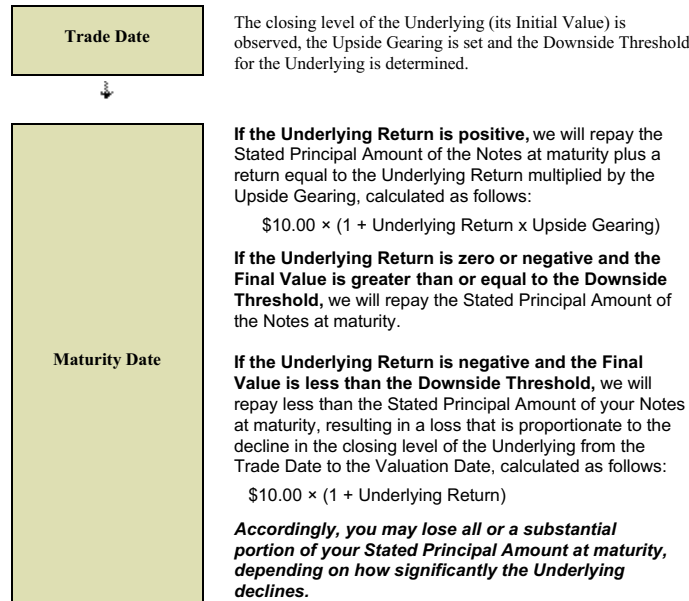 Trade Date
The closing level of the Underlying (its Initial Value) is
observed, the Upside Gearing is set and the Downside Threshold
for the Underlying is determined.
Maturity Date
If the Underlying Return is positive, we will repay the
Stated Principal Amount of the Notes at maturity plus a
return equal to the Underlying Return multiplied by the
Upside Gearing, calculated as follows:
$10.00 × (1 + Underlying Return x Upside Gearing)
If the Underlying Return is zero or negative and the
Final Value is greater than or equal to the Downside
Threshold, we will repay the Stated Principal Amount of
the Notes at maturity.
If the Underlying Return is negative and the Final
Value is less than the Downside Threshold, we will
repay less than the Stated Principal Amount of your Notes
at maturity, resulting in a loss that is proportionate to the
decline in the closing level of the Underlying from the
Trade Date to the Valuation Date, calculated as follows:
$10.00 × (1 + Underlying Return)
Accordingly, you may lose all or a substantial
portion of your Stated Principal Amount at maturity,
depending on how significantly the Underlying
declines.